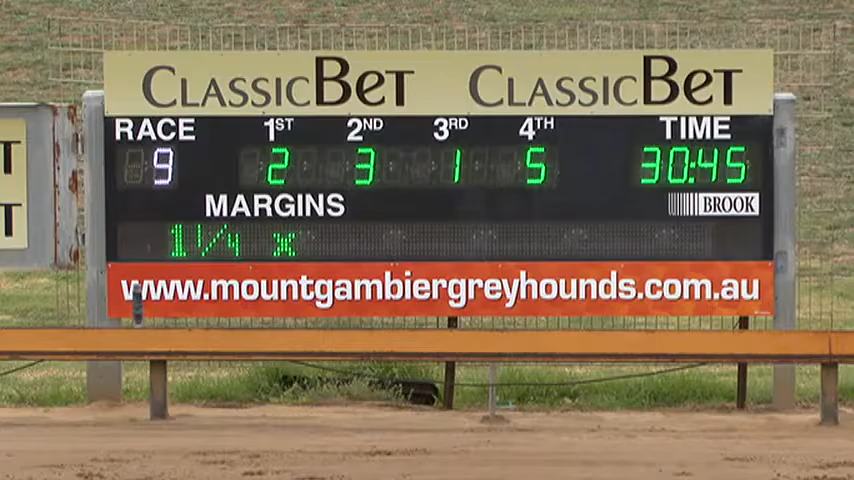 CLASSICBET CLASSICBET
RACE 1ST 2ND 3RD 4TH TIME
9 2 3 1 5 30:45
MARGINS
BROOK
1 1/4 x
www.mountgambiergreyhounds.com.au
T
T